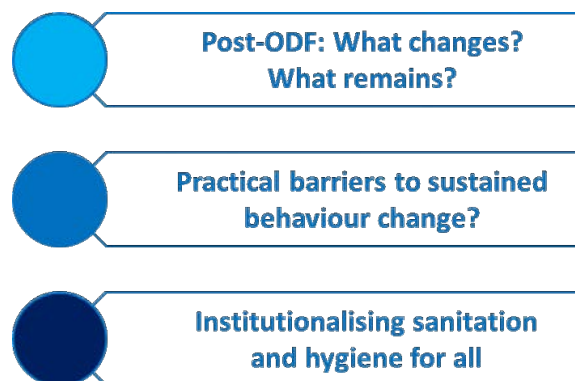 Post-ODF: What changes?
What remains?
Practical barriers to sustained
behaviour change?
Institutionalising sanitation
and hygiene for all